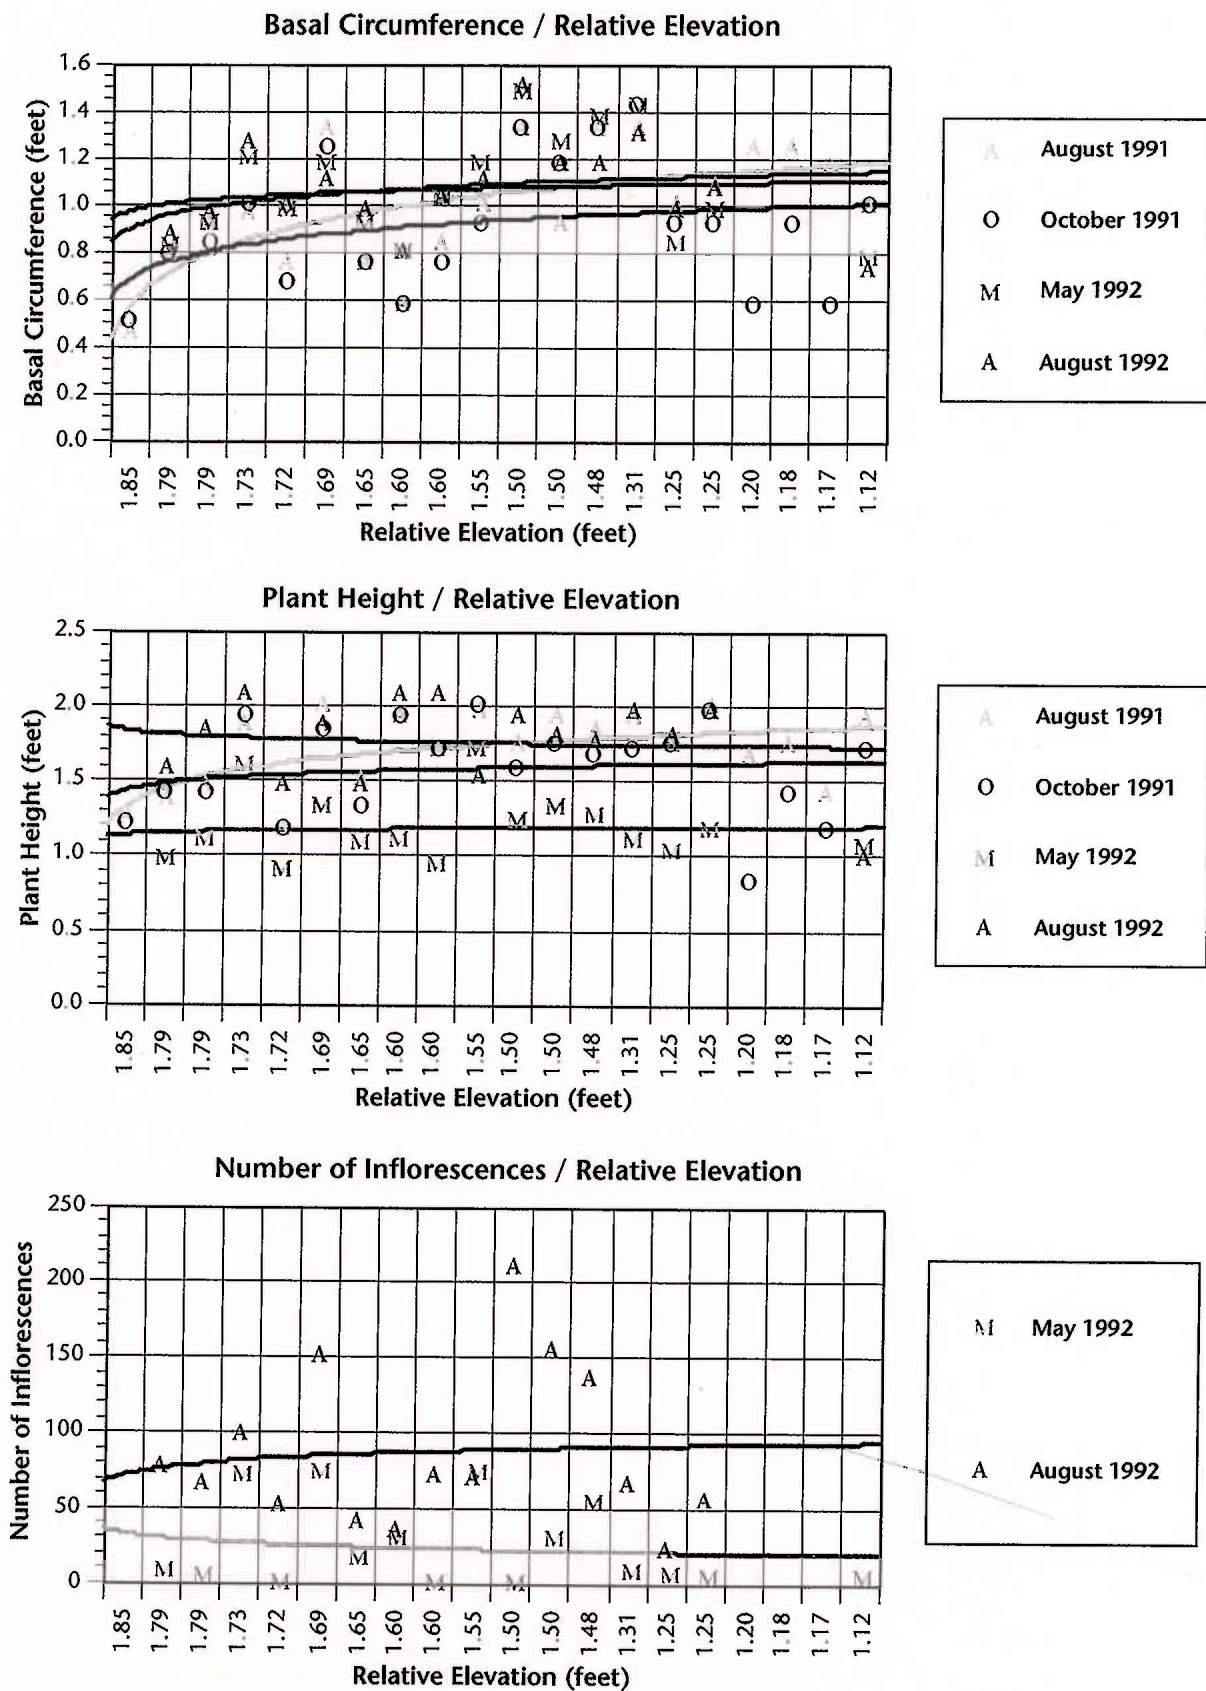 Basal Circumference / Relative Elevation
Basal Circumference (feet)
1.6
1.4
1.2
1.0
0.8
0.6
0.4
0.2
0.0
1.85 1.79 1.79 1.73 1.72 1.69 1.65 1.60 1.60 1.55 1.50 1.50 1.48 1.31 1.25 1.25 1.20 1.18 1.17 1.12
Relative Elevation (feet)
A August 1991
O October 1991
M May 1992
A August 1992
Plant Height / Relative Elevation
Plant Height (feet)
2.5
2.0
1.5
1.0
0.5
0.0
1.85 1.79 1.79 1.73 1.72 1.69 1.65 1.60 1.60 1.55 1.50 1.50 1.48 1.31 1.25 1.25 1.20 1.18 1.17 1.12
Relative Elevation (feet)
A August 1991
O October 1991
M May 1992
A August 1992
Number of Inflorescences / Relative Elevation
Number of Inflorescences
250
200
150
100
50
0
1.85 1.79 1.79 1.73 1.72 1.69 1.65 1.60 1.60 1.55 1.50 1.50 1.48 1.31 1.25 1.25 1.20 1.18 1.17 1.12
Relative Elevation (feet)
M May 1992
A August 1992